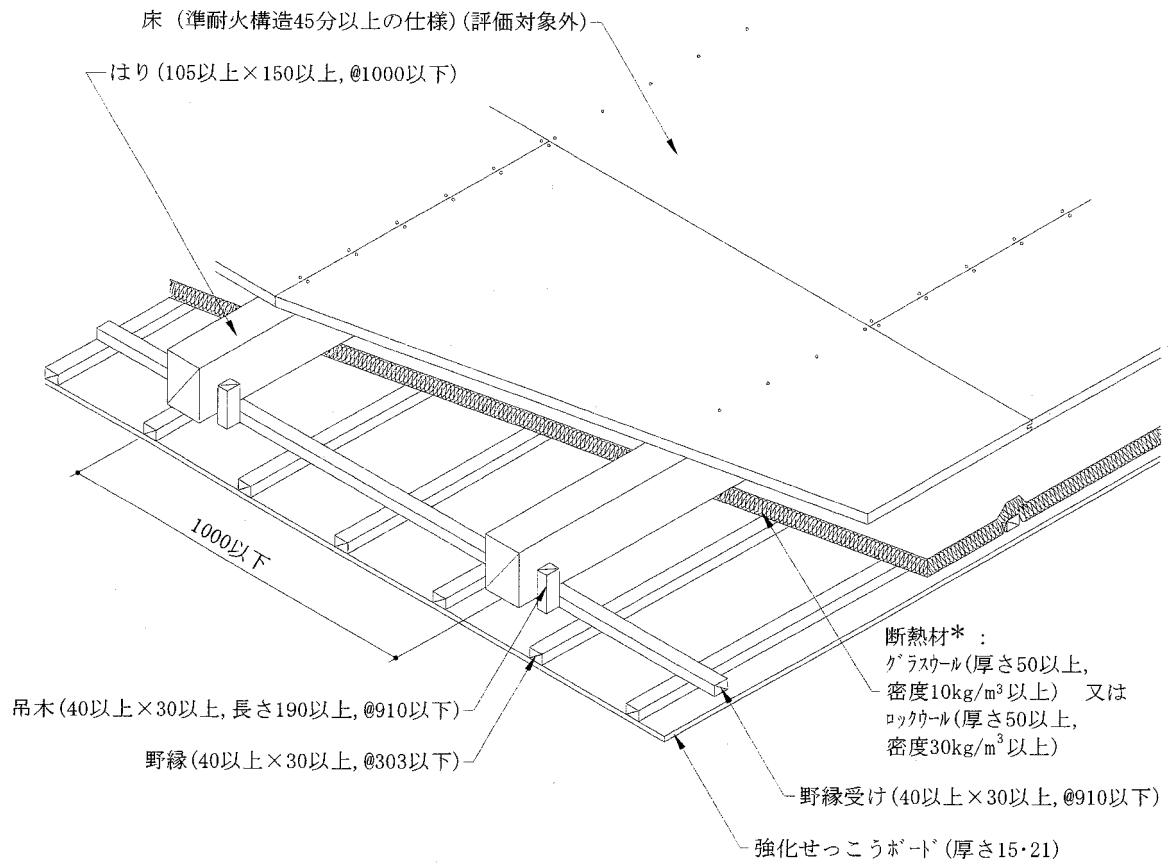 床 (準耐火構造45分以上の仕様) (評価対象外)
はり (105以上×150以上, @1000以下)
1000以下
断熱材* :
グラスウール(厚さ50以上,
密度10kg/m³以上) 又は
ロックウール(厚さ50以上,
密度30kg/m³以上)
吊木(40以上×30以上, 長さ190以上, @910以下)
野縁(40以上×30以上, @303以下)
野縁受け(40以上×30以上, @910以下)
強化せっこうボード(厚さ15・21)